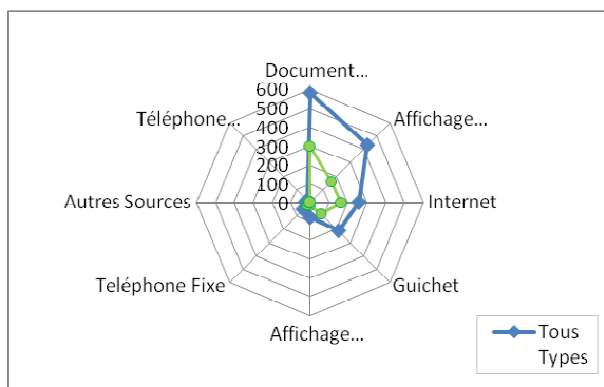 Document...
600
500
400
300
200
100
0
Affichage...
Internet
Guichet
Affichage...
Teléphone Fixe
Autres Sources
Téléphone...
Tous
Types